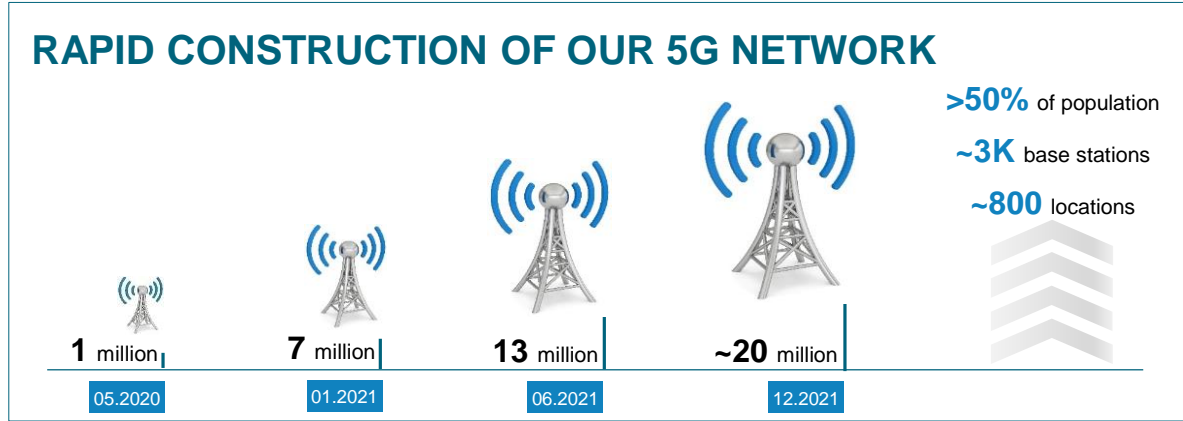 RAPID CONSTRUCTION OF OUR 5G NETWORK
>50% of population
~3K base stations
~800 locations
1 million
7 million
13 million
~20 million
05.2020
01.2021
06.2021
12.2021